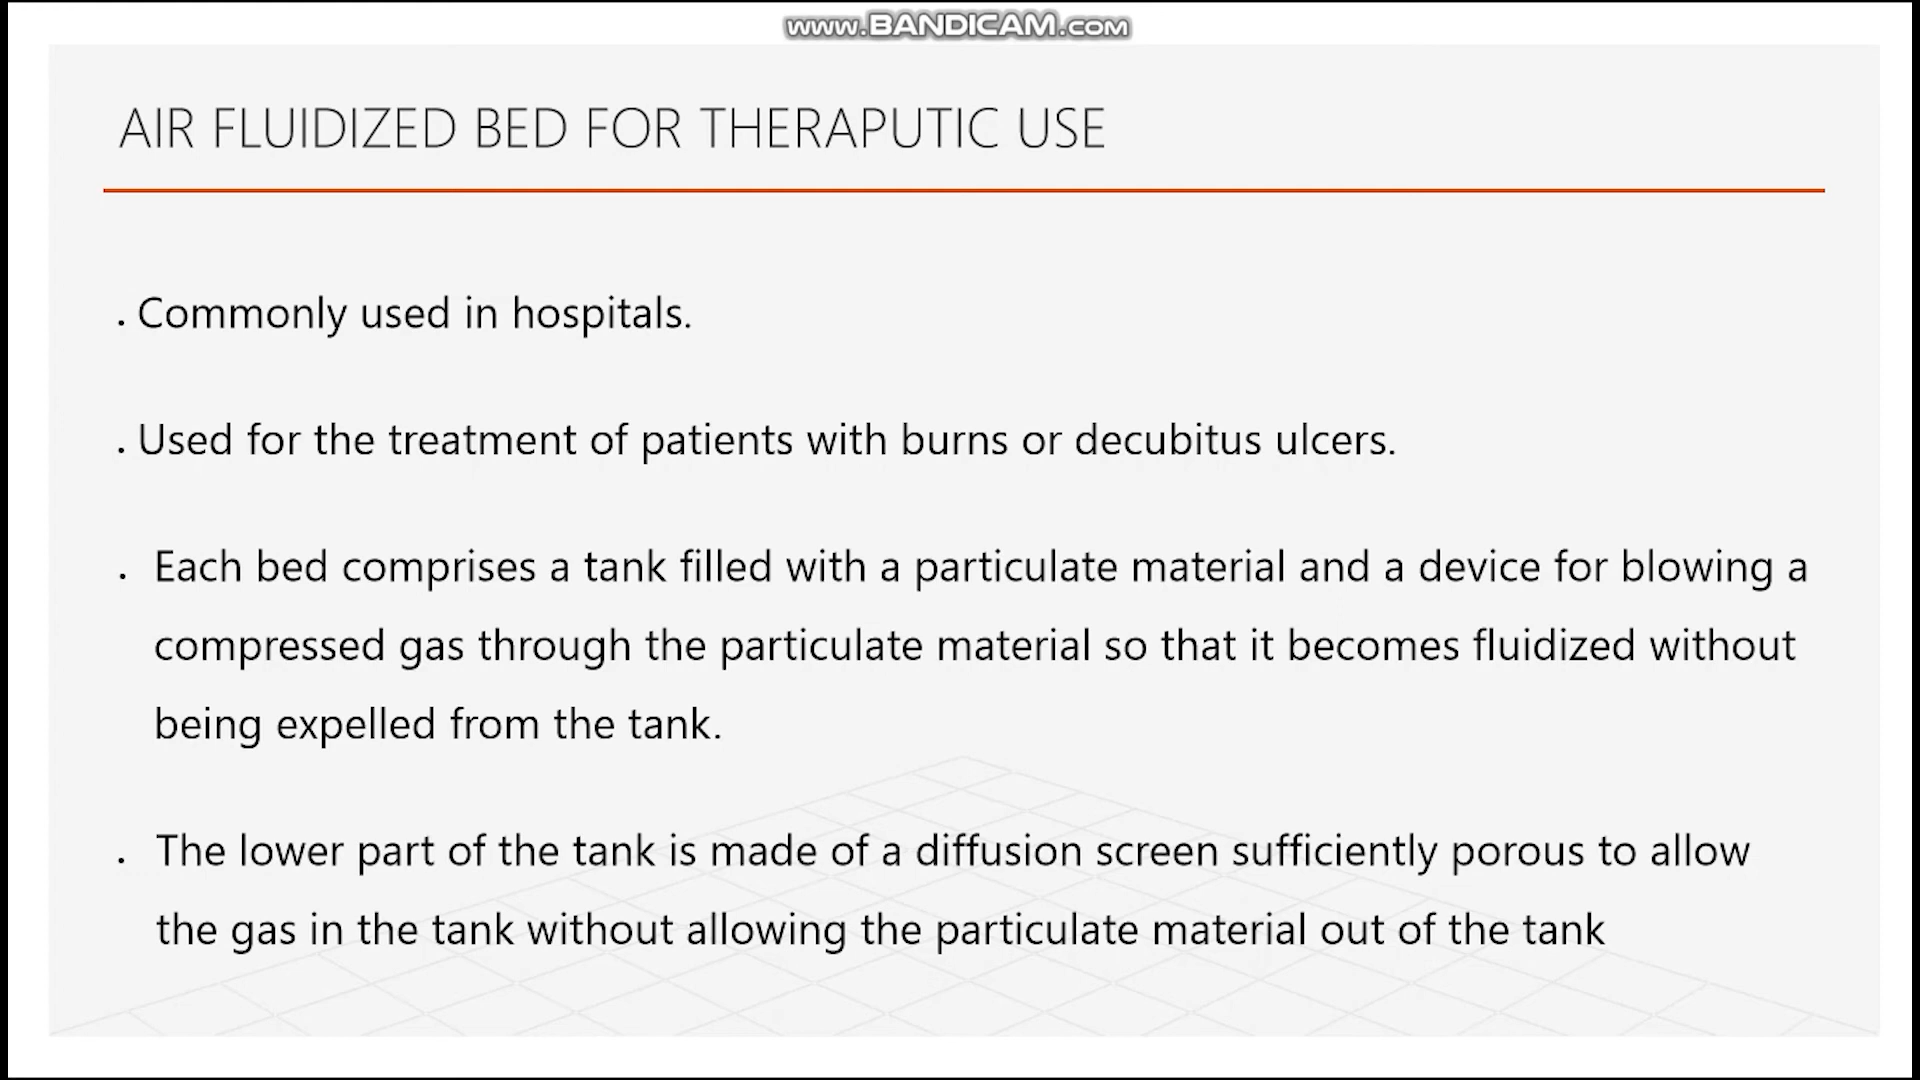 www.BANDICAM.com
AIR FLUIDIZED BED FOR THERAPUTIC USE
. Commonly used in hospitals.
. Used for the treatment of patients with burns or decubitus ulcers.
. Each bed comprises a tank filled with a particulate material and a device for blowing a
compressed gas through the particulate material so that it becomes fluidized without
being expelled from the tank.
. The lower part of the tank is made of a diffusion screen sufficiently porous to allow
the gas in the tank without allowing the particulate material out of the tank